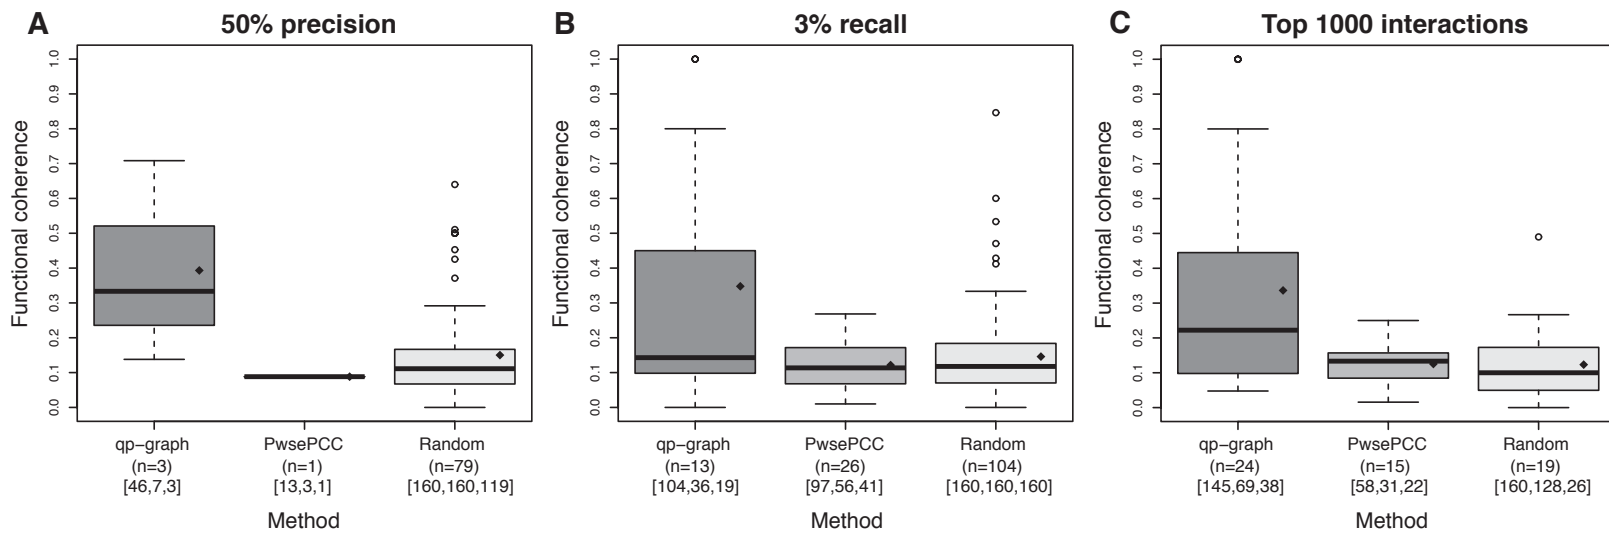 A 50% precision
Functional coherence
1.0
0.9
0.8
0.7
0.6
0.5
0.4
0.3
0.2
0.1
0.0
qp−graph PwsePCC Random
(n=3) (n=1) (n=79)
[46,7,3] [13,3,1] [160,160,119]
Method
B 3% recall
Functional coherence
1.0
0.9
0.8
0.7
0.6
0.5
0.4
0.3
0.2
0.1
0.0
qp−graph PwsePCC Random
(n=13) (n=26) (n=104)
[104,36,19] [97,56,41] [160,160,160]
Method
C Top 1000 interactions
Functional coherence
1.0
0.9
0.8
0.7
0.6
0.5
0.4
0.3
0.2
0.1
0.0
qp−graph PwsePCC Random
(n=24) (n=15) (n=19)
[145,69,38] [58,31,22] [160,128,26]
Method